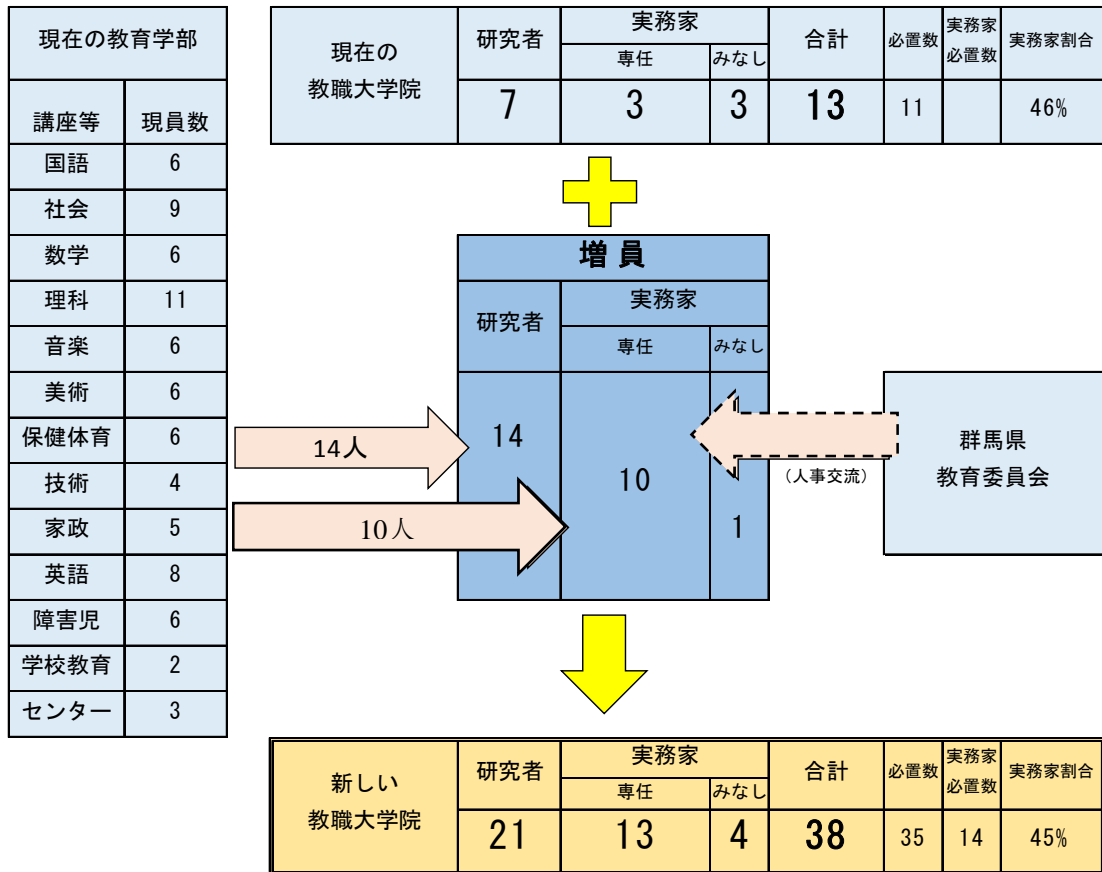 現在の教育学部
講座等 現員数
国語 6
社会 9
数学 6
理科 11
音楽 6
美術 6
保健体育 6
技術 4
家政 5
英語 8
障害児 6
学校教育 2
センター 3
現在の
教職大学院
研究者 実務家 合計 必置数 実務家
必置数 実務家割合
専任 みなし
7 3 3 13 11 46%
増員
研究者 実務家
専任 みなし
14 10 1
14人
10人
(人事交流)
群馬県
教育委員会
新しい
教職大学院
研究者 実務家 合計 必置数 実務家
必置数 実務家割合
専任 みなし
21 13 4 38 35 14 45%